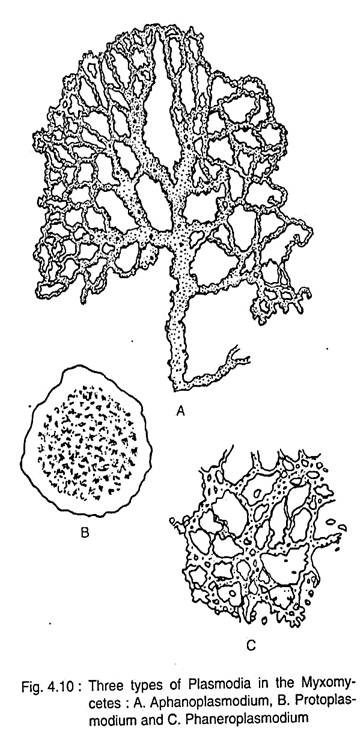 A
B
C
Fig. 4.10 : Three types of Plasmodia in the Myxomy-
cetes : A. Aphanoplasmodium, B. Protoplas-
modium and C. Phaneroplasmodium